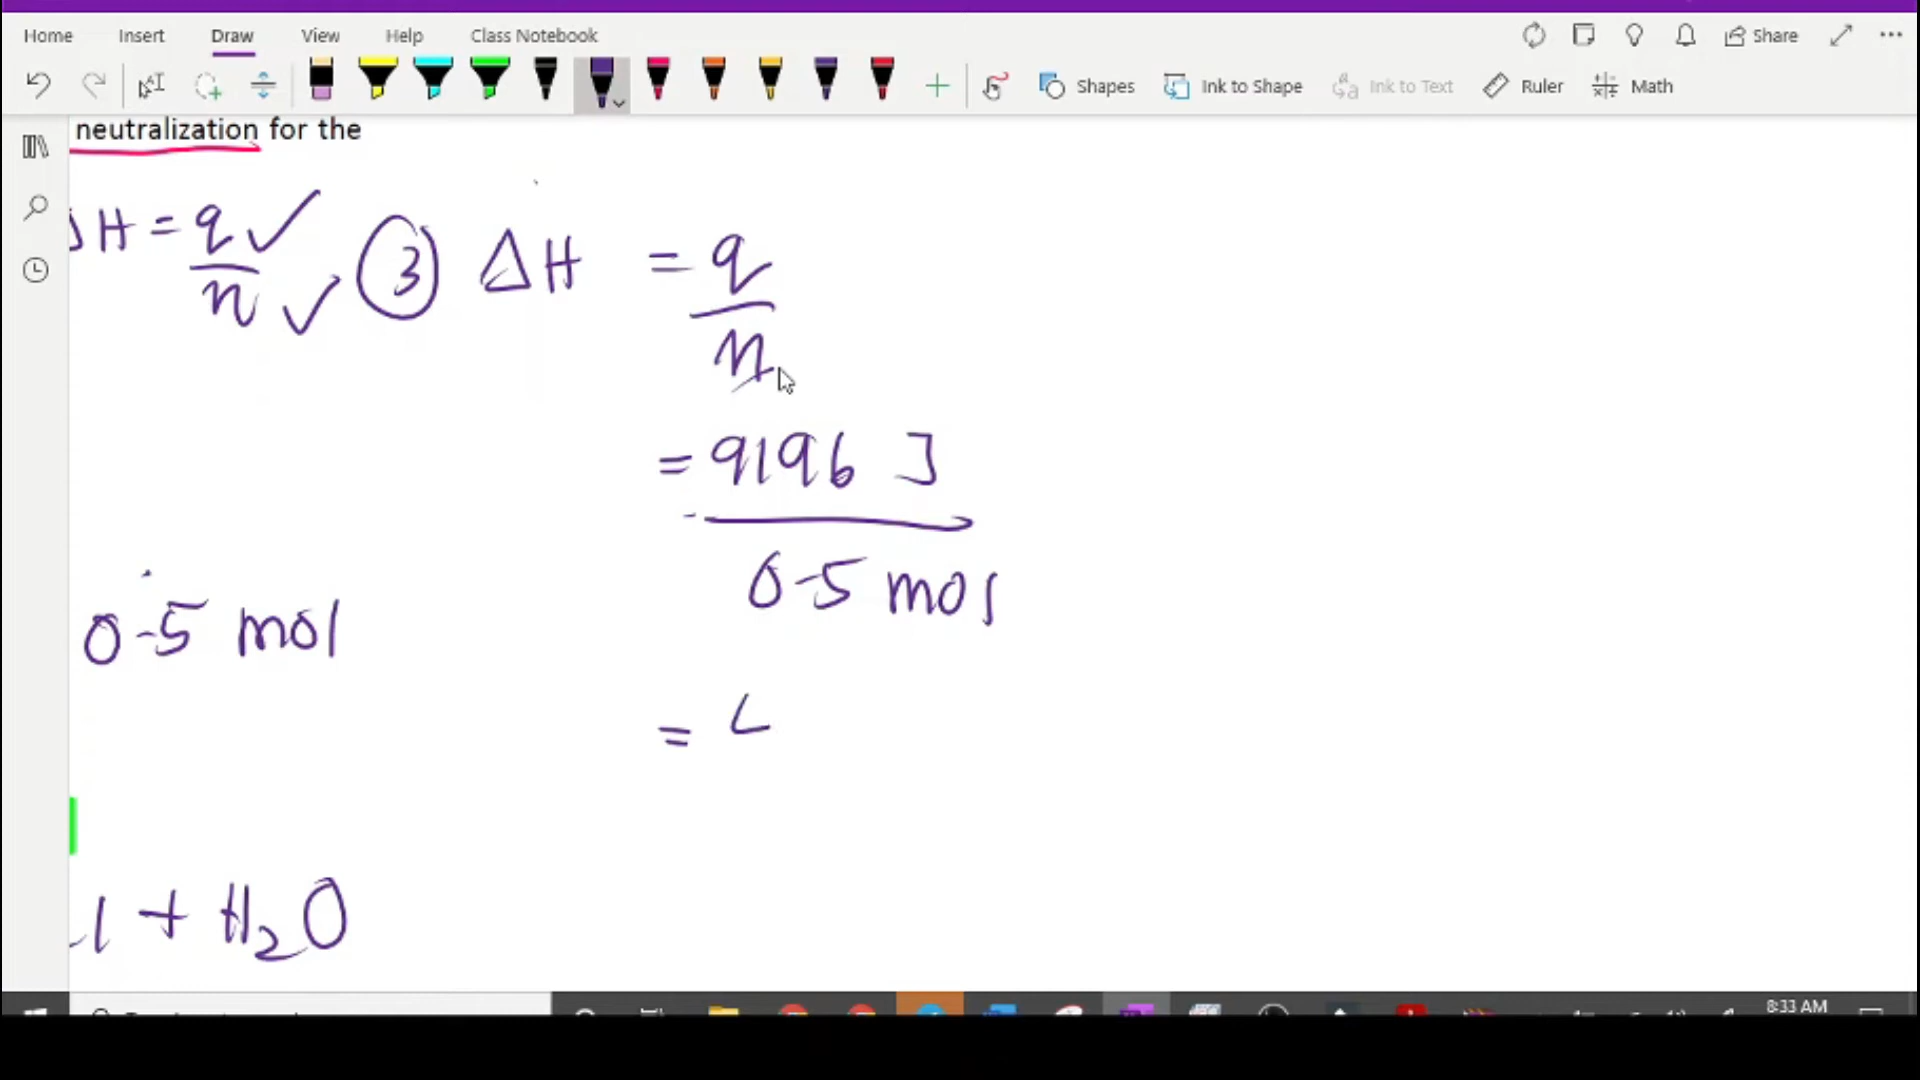 Home Insert Draw View Help Class Notebook Share
Shapes Ink to Shape Ink to Text Ruler Math
neutralization for the
ΔH = q ✓
n ✓
③ ΔH = q
n
= 9196 J
0.5 mol
0.5 mol
=
l + H₂O
8:33 AM